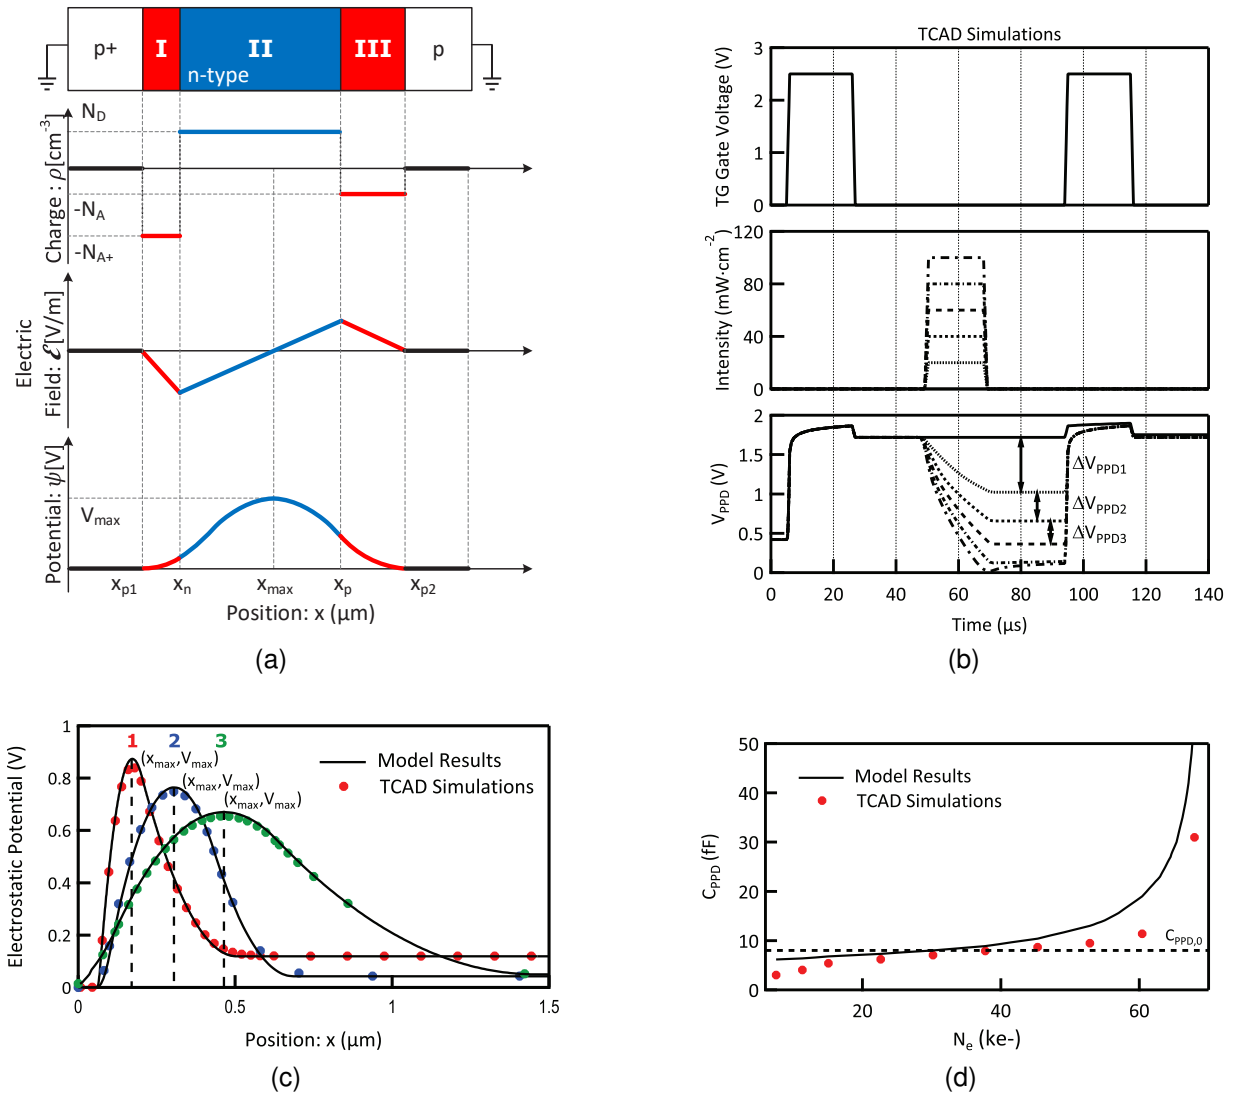 p+
I
II
III
p
n-type
Charge : ρ[cm⁻³]
N_D
-N_A
-N_A+
Electric
Field: ℰ[V/m]
Potential: ψ[V]
V_max
x_p1
x_n
x_max
x_p
x_p2
Position: x (µm)
(a)
TCAD Simulations
TG Gate Voltage (V)
3
2
1
0
Intensity (mW·cm⁻²)
120
80
40
0
V_PPD (V)
2
1.5
1
0.5
0
ΔV_PPD1
ΔV_PPD2
ΔV_PPD3
0 20 40 60 80 100 120 140
Time (µs)
(b)
Electrostatic Potential (V)
1
0.8
0.6
0.4
0.2
0
1 2 3
(x_max,V_max)
(x_max,V_max)
(x_max,V_max)
Model Results
TCAD Simulations
0 0.5 1 1.5
Position: x (µm)
(c)
C_PPD (fF)
50
40
30
20
10
0
Model Results
TCAD Simulations
C_PPD,0
20 40 60
N_e (ke-)
(d)